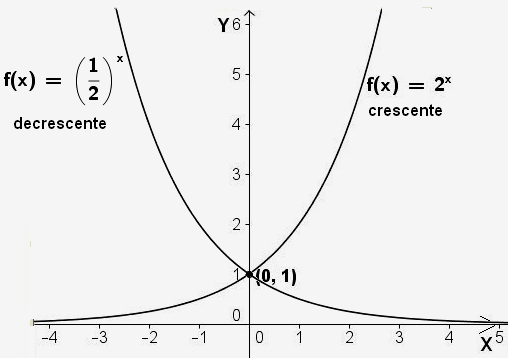 Y
6
5
4
3
2
1
0
f(x) = (1/2)^x
decrescente
f(x) = 2^x
crescente
(0, 1)
−4 −3 −2 −1 0 1 2 3 4 5
X